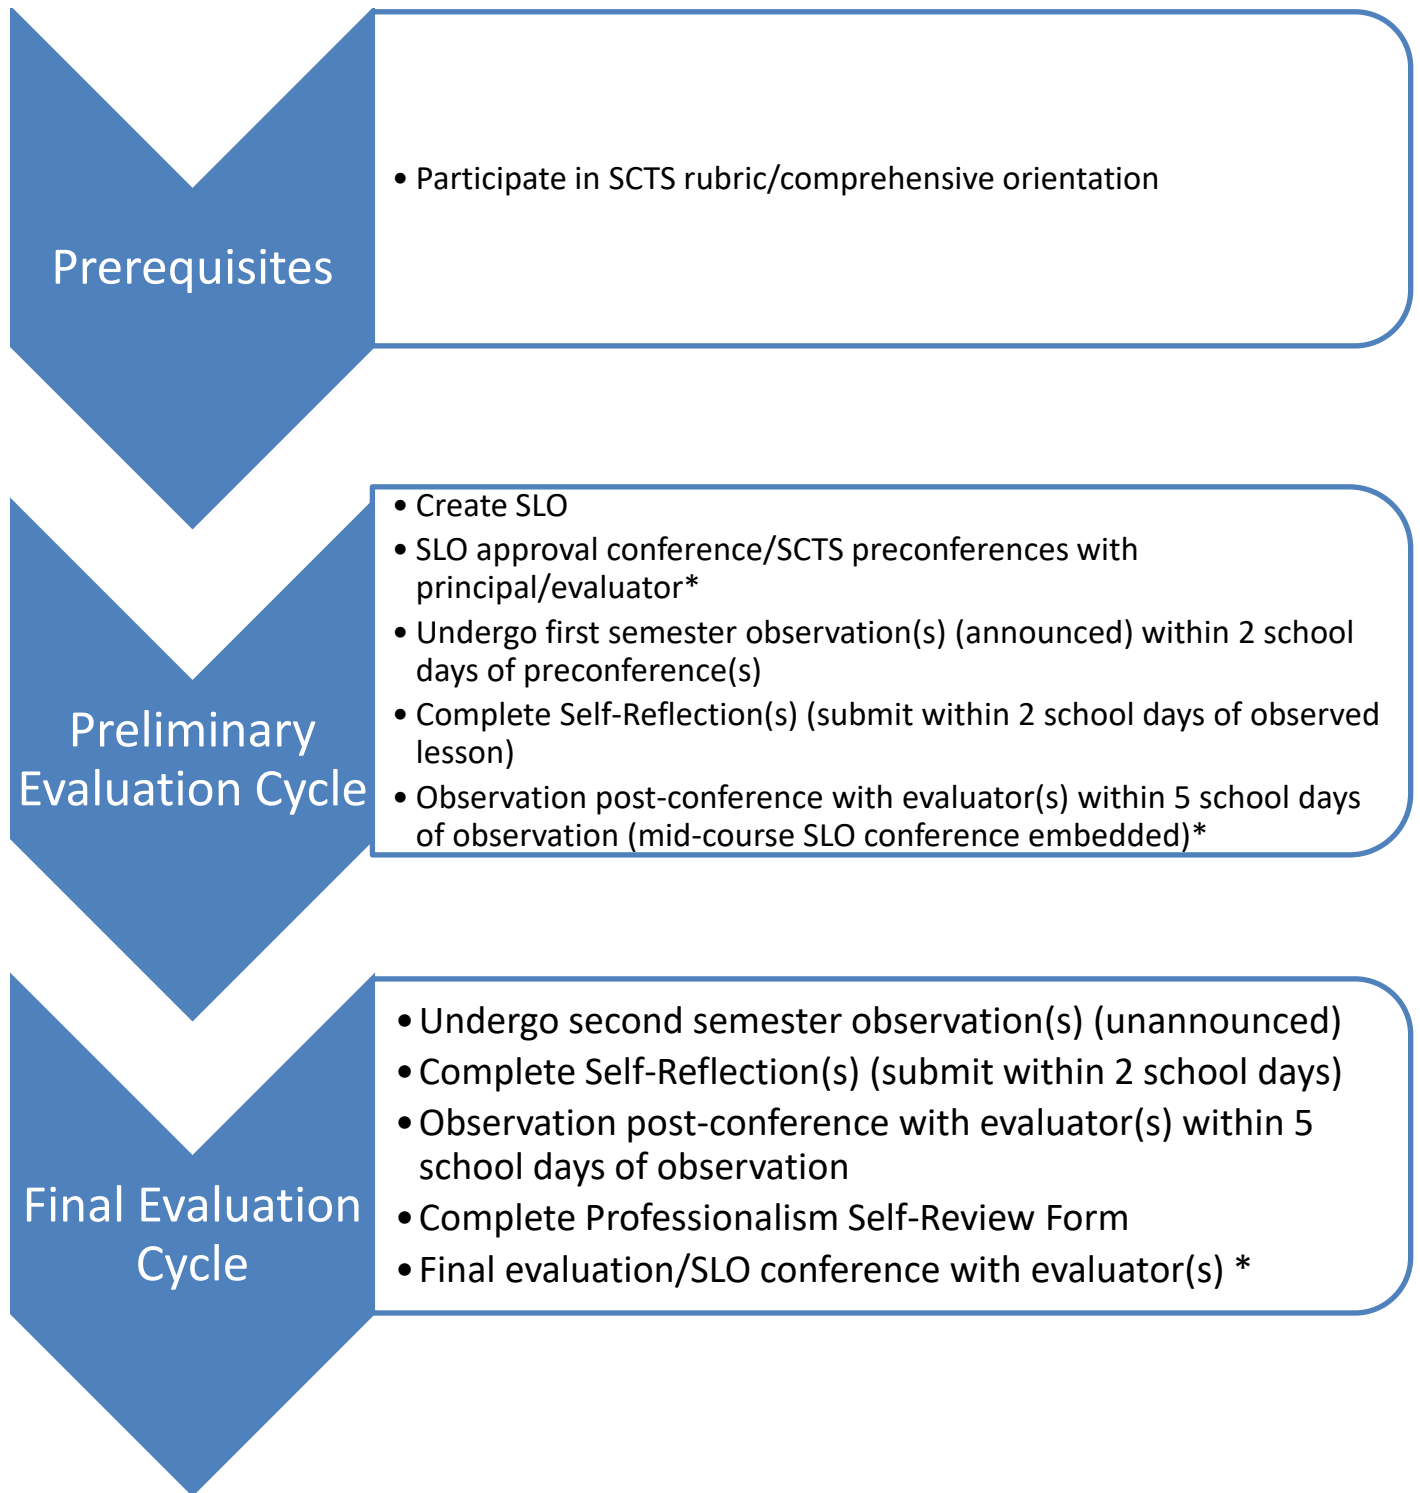 Prerequisites
• Participate in SCTS rubric/comprehensive orientation
Preliminary
Evaluation Cycle
• Create SLO
• SLO approval conference/SCTS preconferences with
principal/evaluator*
• Undergo first semester observation(s) (announced) within 2 school
days of preconference(s)
• Complete Self-Reflection(s) (submit within 2 school days of observed
lesson)
• Observation post-conference with evaluator(s) within 5 school days
of observation (mid-course SLO conference embedded)*
Final Evaluation
Cycle
• Undergo second semester observation(s) (unannounced)
• Complete Self-Reflection(s) (submit within 2 school days)
• Observation post-conference with evaluator(s) within 5
school days of observation
• Complete Professionalism Self-Review Form
• Final evaluation/SLO conference with evaluator(s) *